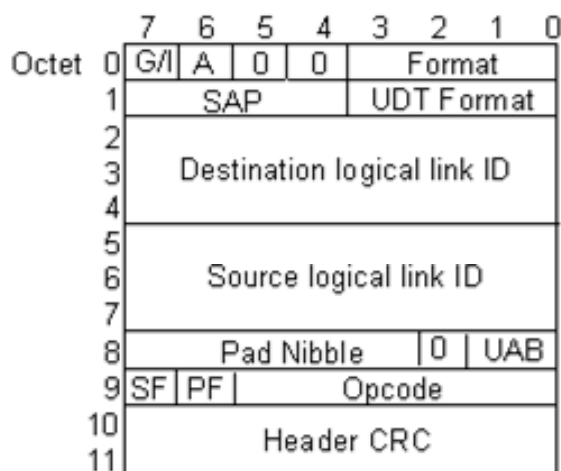 7 6 5 4 3 2 1 0
Octet 0 G/I A 0 0 Format
1 SAP UDT Format
2
3 Destination logical link ID
4
5
6 Source logical link ID
7
8 Pad Nibble 0 UAB
9 SF PF Opcode
10
Header CRC
11